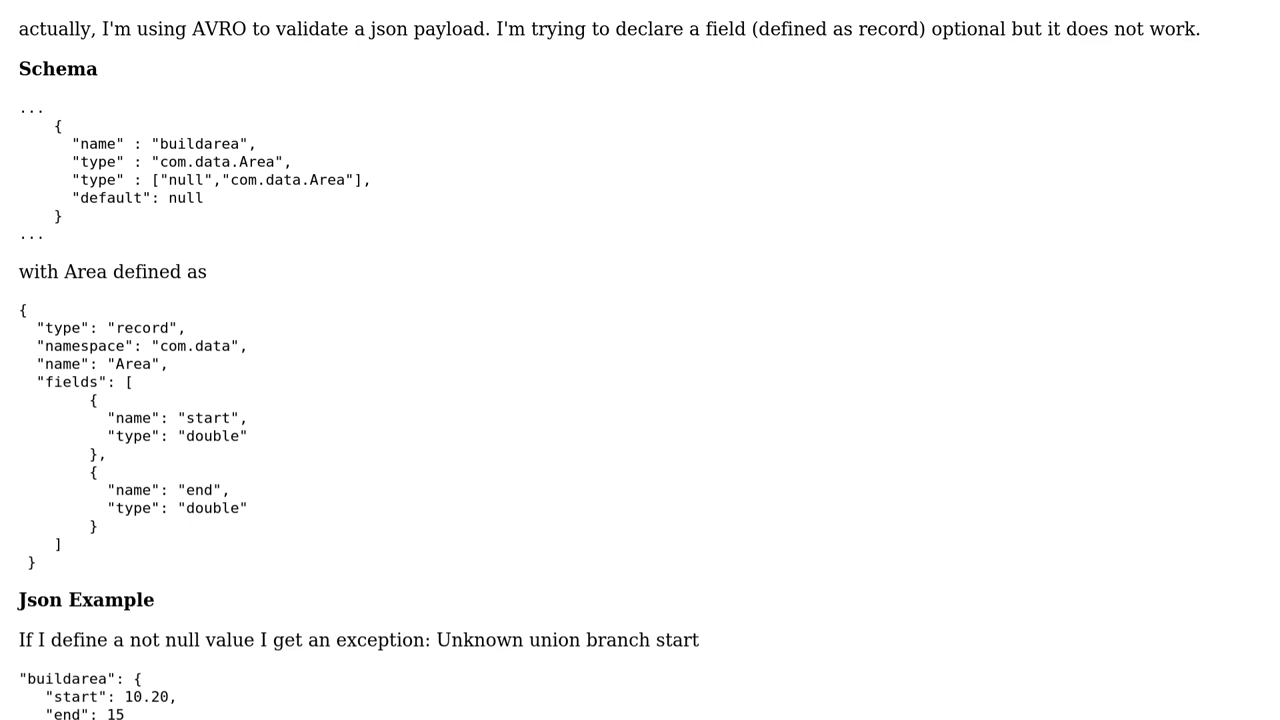 actually, I'm using AVRO to validate a json payload. I'm trying to declare a field (defined as record) optional but it does not work.
Schema
...
    {
      "name" : "buildarea",
      "type" : "com.data.Area",
      "type" : ["null","com.data.Area"],
      "default": null
    }
...
with Area defined as
{
  "type": "record",
  "namespace": "com.data",
  "name": "Area",
  "fields": [
        {
          "name": "start",
          "type": "double"
        },
        {
          "name": "end",
          "type": "double"
        }
    ]
 }
Json Example
If I define a not null value I get an exception: Unknown union branch start
"buildarea": {
   "start": 10.20,
   "end": 15